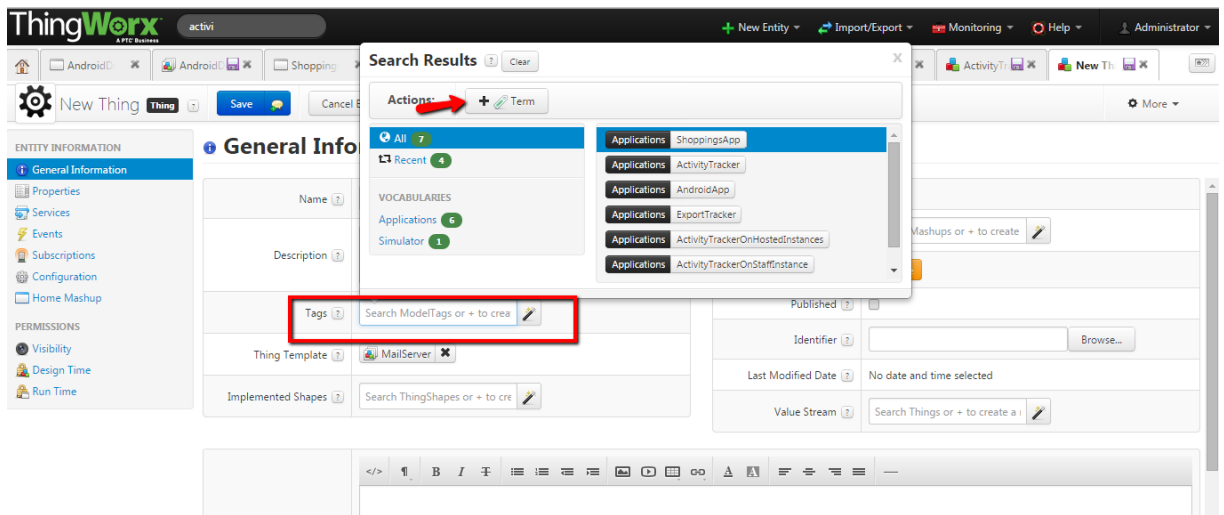 ThingWorx
A PTC Business
activi
New Entity
Import/Export
Monitoring
Help
Administrator
AndroidD
AndroidD
Shopping
ActivityTr
New Th
New Thing
Thing
Save
Cancel E
More
Search Results
Clear
Actions:
Term
All 7
Recent 4
VOCABULARIES
Applications 6
Simulator 1
Applications ShoppingsApp
Applications ActivityTracker
Applications AndroidApp
Applications ExportTracker
Applications ActivityTrackerOnHostedInstances
Applications ActivityTrackerOnStaffInstance
ENTITY INFORMATION
General Information
Properties
Services
Events
Subscriptions
Configuration
Home Mashup
PERMISSIONS
Visibility
Design Time
Run Time
General Info
Name ?
Description ?
Tags ?
Search ModelTags or + to crea
Thing Template ?
MailServer
Implemented Shapes ?
Search ThingShapes or + to cre
Mashups or + to create
Published ?
Identifier ?
Browse...
Last Modified Date ?
No date and time selected
Value Stream ?
Search Things or + to create a
</> ¶ B I T A A